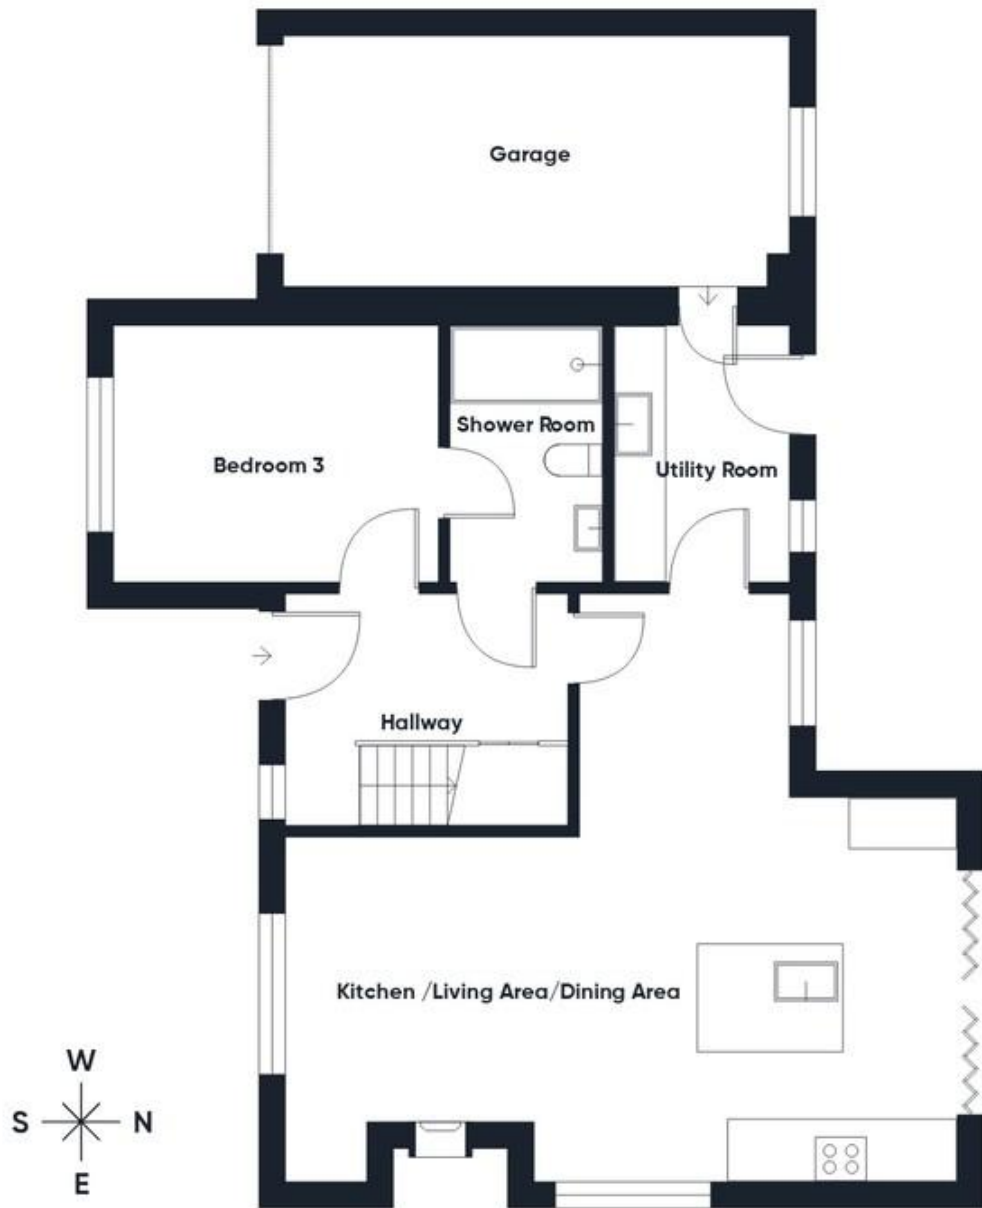 Garage
Shower Room
Bedroom 3
Utility Room
Hallway
Kitchen /Living Area/Dining Area
W
S N
E